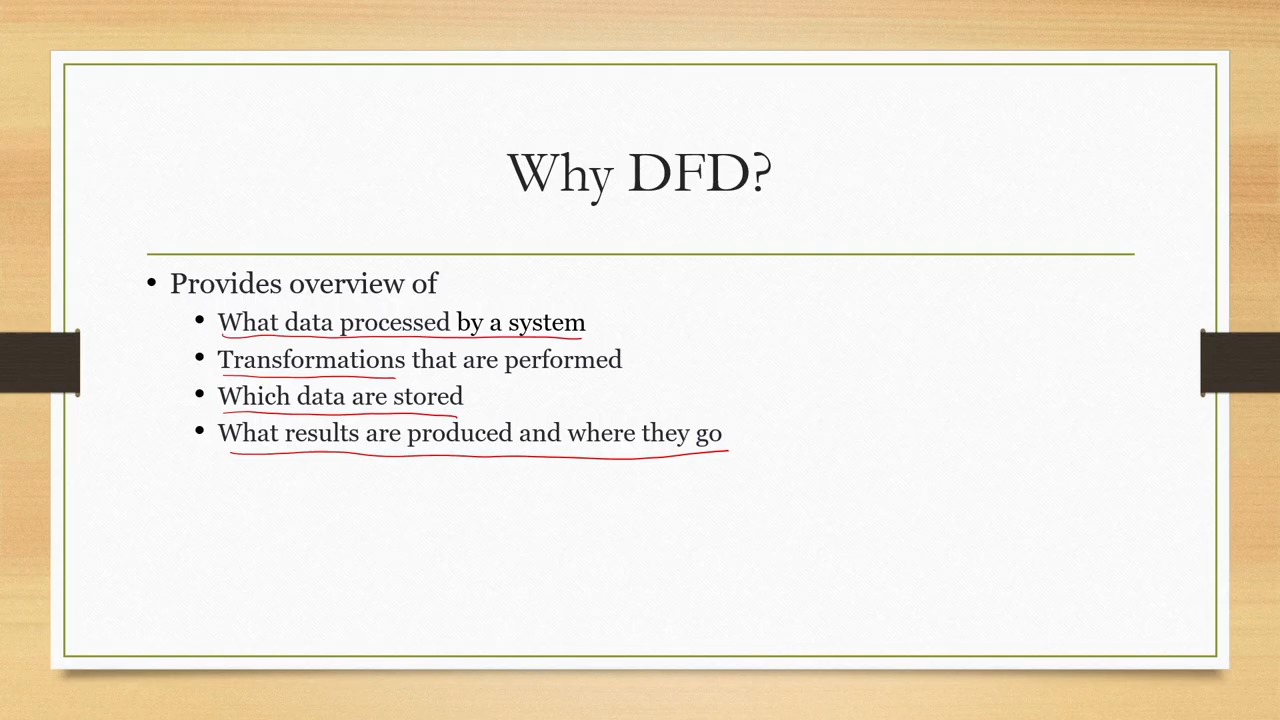 Why DFD?
• Provides overview of
• What data processed by a system
• Transformations that are performed
• Which data are stored
• What results are produced and where they go